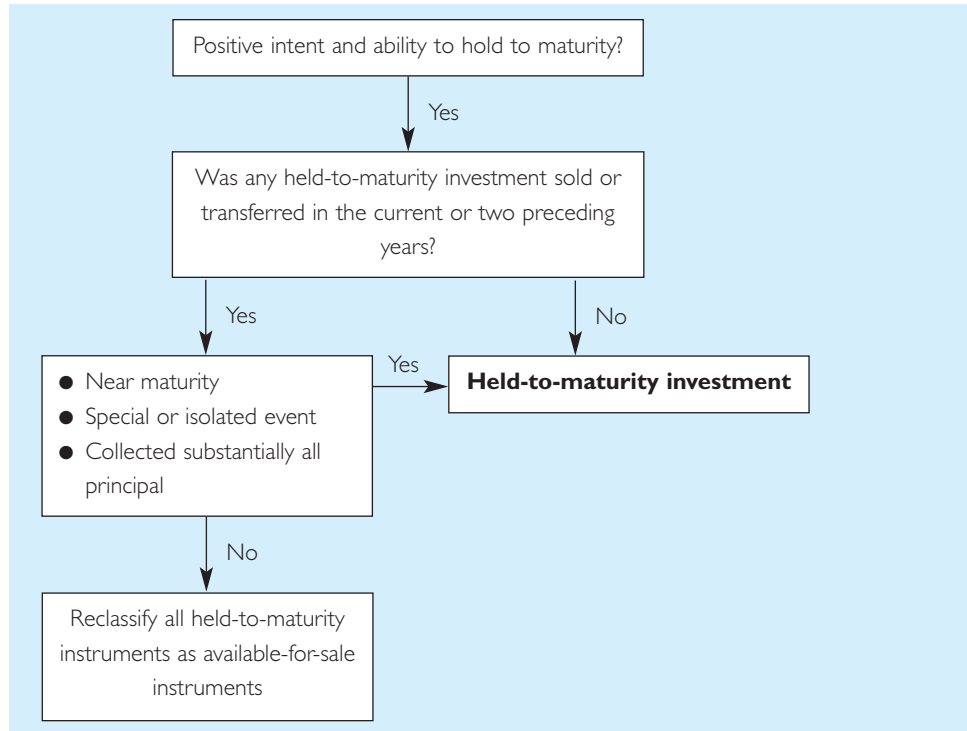 Positive intent and ability to hold to maturity?
Yes
Was any held-to-maturity investment sold or
transferred in the current or two preceding
years?
Yes
No
● Near maturity
● Special or isolated event
● Collected substantially all
principal
Yes
Held-to-maturity investment
No
Reclassify all held-to-maturity
instruments as available-for-sale
instruments